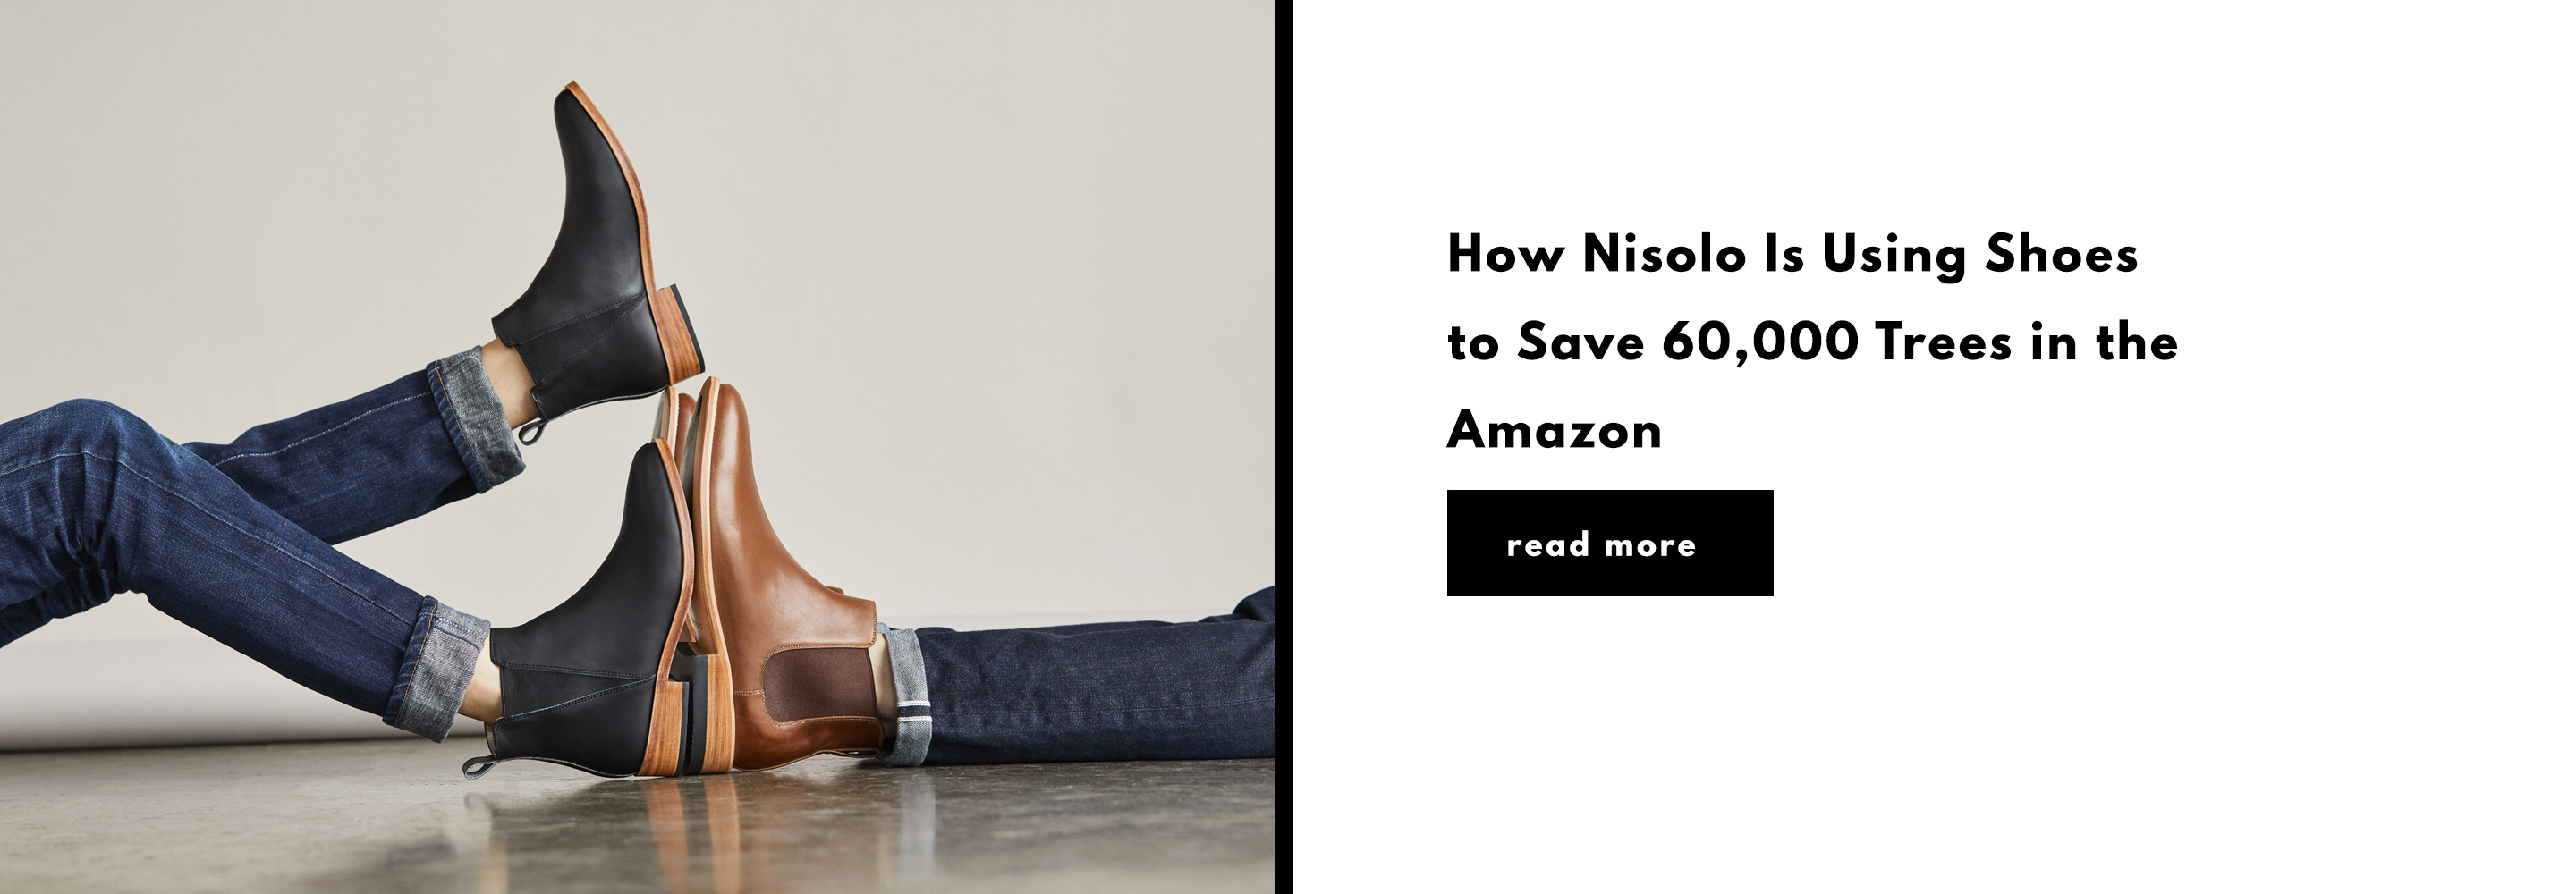 How Nisolo Is Using Shoes
to Save 60,000 Trees in the
Amazon
read more